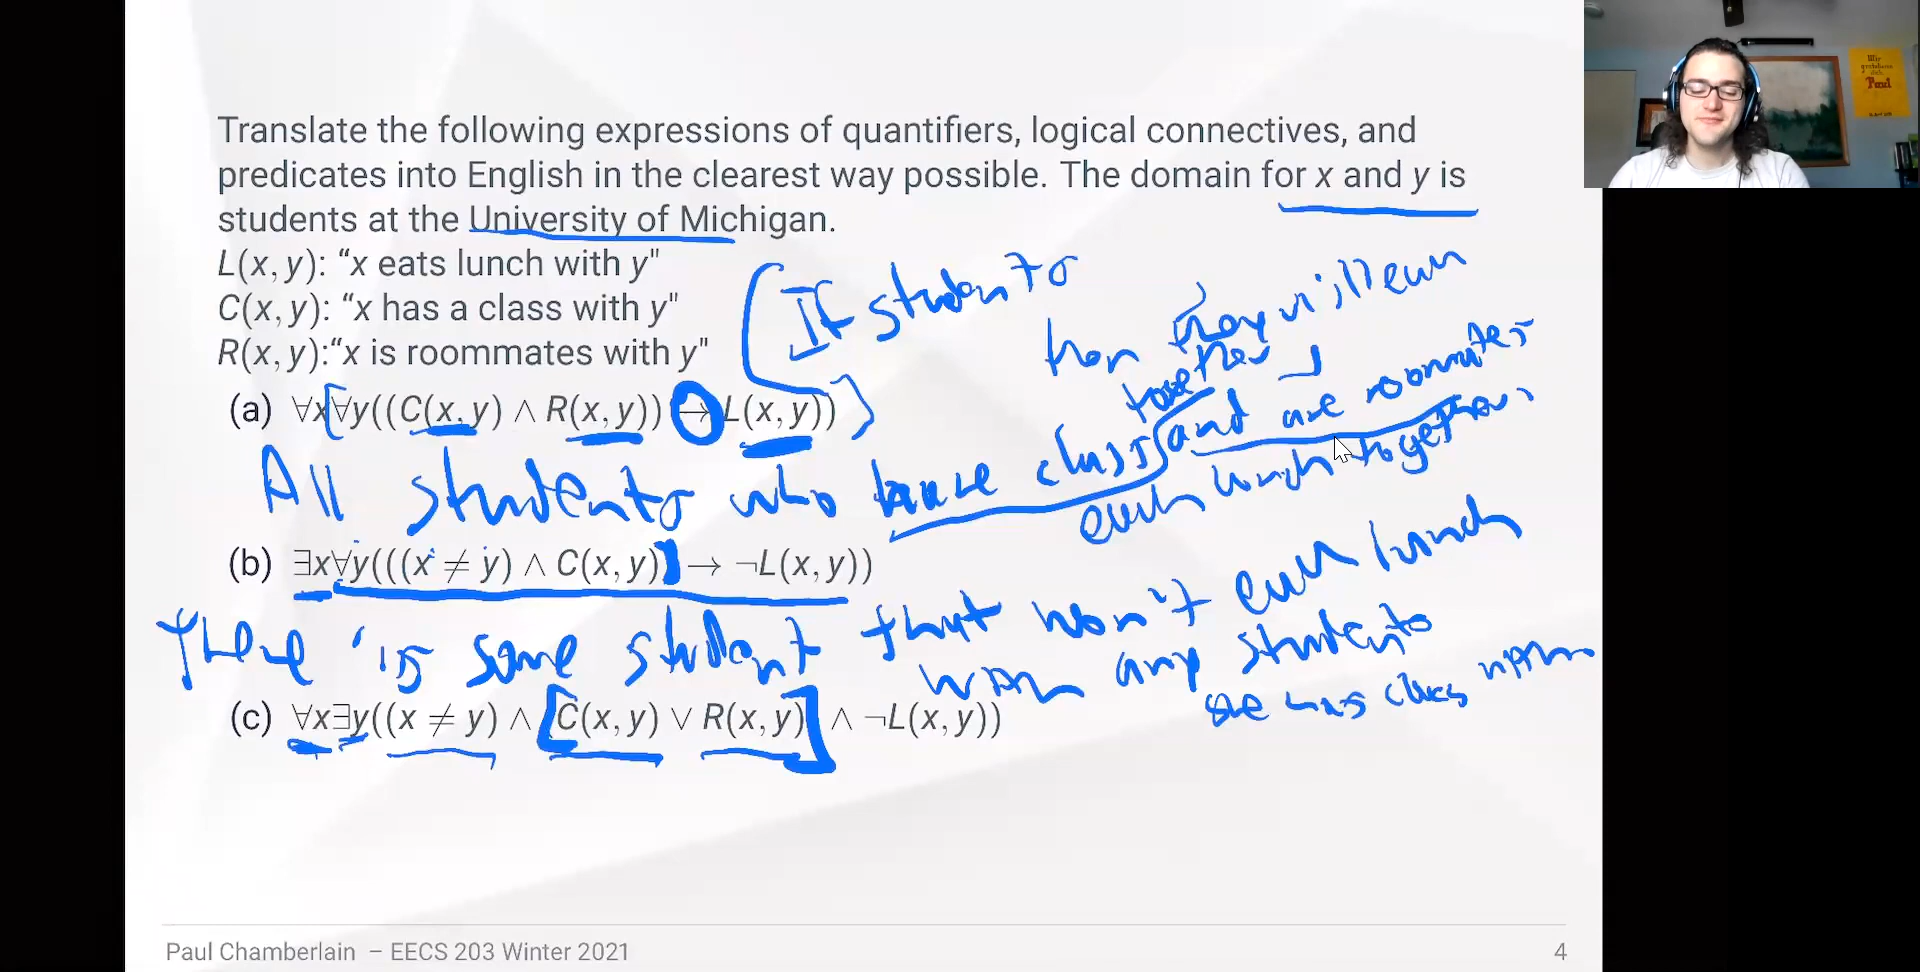 Translate the following expressions of quantifiers, logical connectives, and
predicates into English in the clearest way possible. The domain for x and y is
students at the University of Michigan.
L(x, y): “x eats lunch with y"
C(x, y): “x has a class with y"
R(x, y):“x is roommates with y"
If students
then they will eat
together
(a) ∀x∀y((C(x, y) ∧ R(x, y)) → L(x, y))
and are roommates
All students who have class
eat lunch together
(b) ∃x∀y(((x ≠ y) ∧ C(x, y)) → ¬L(x, y))
There is some student that won't eat lunch
with any students
she has class with
(c) ∀x∃y((x ≠ y) ∧ [C(x, y) ∨ R(x, y)] ∧ ¬L(x, y))
Paul Chamberlain – EECS 203 Winter 2021
4
Wir
Paul